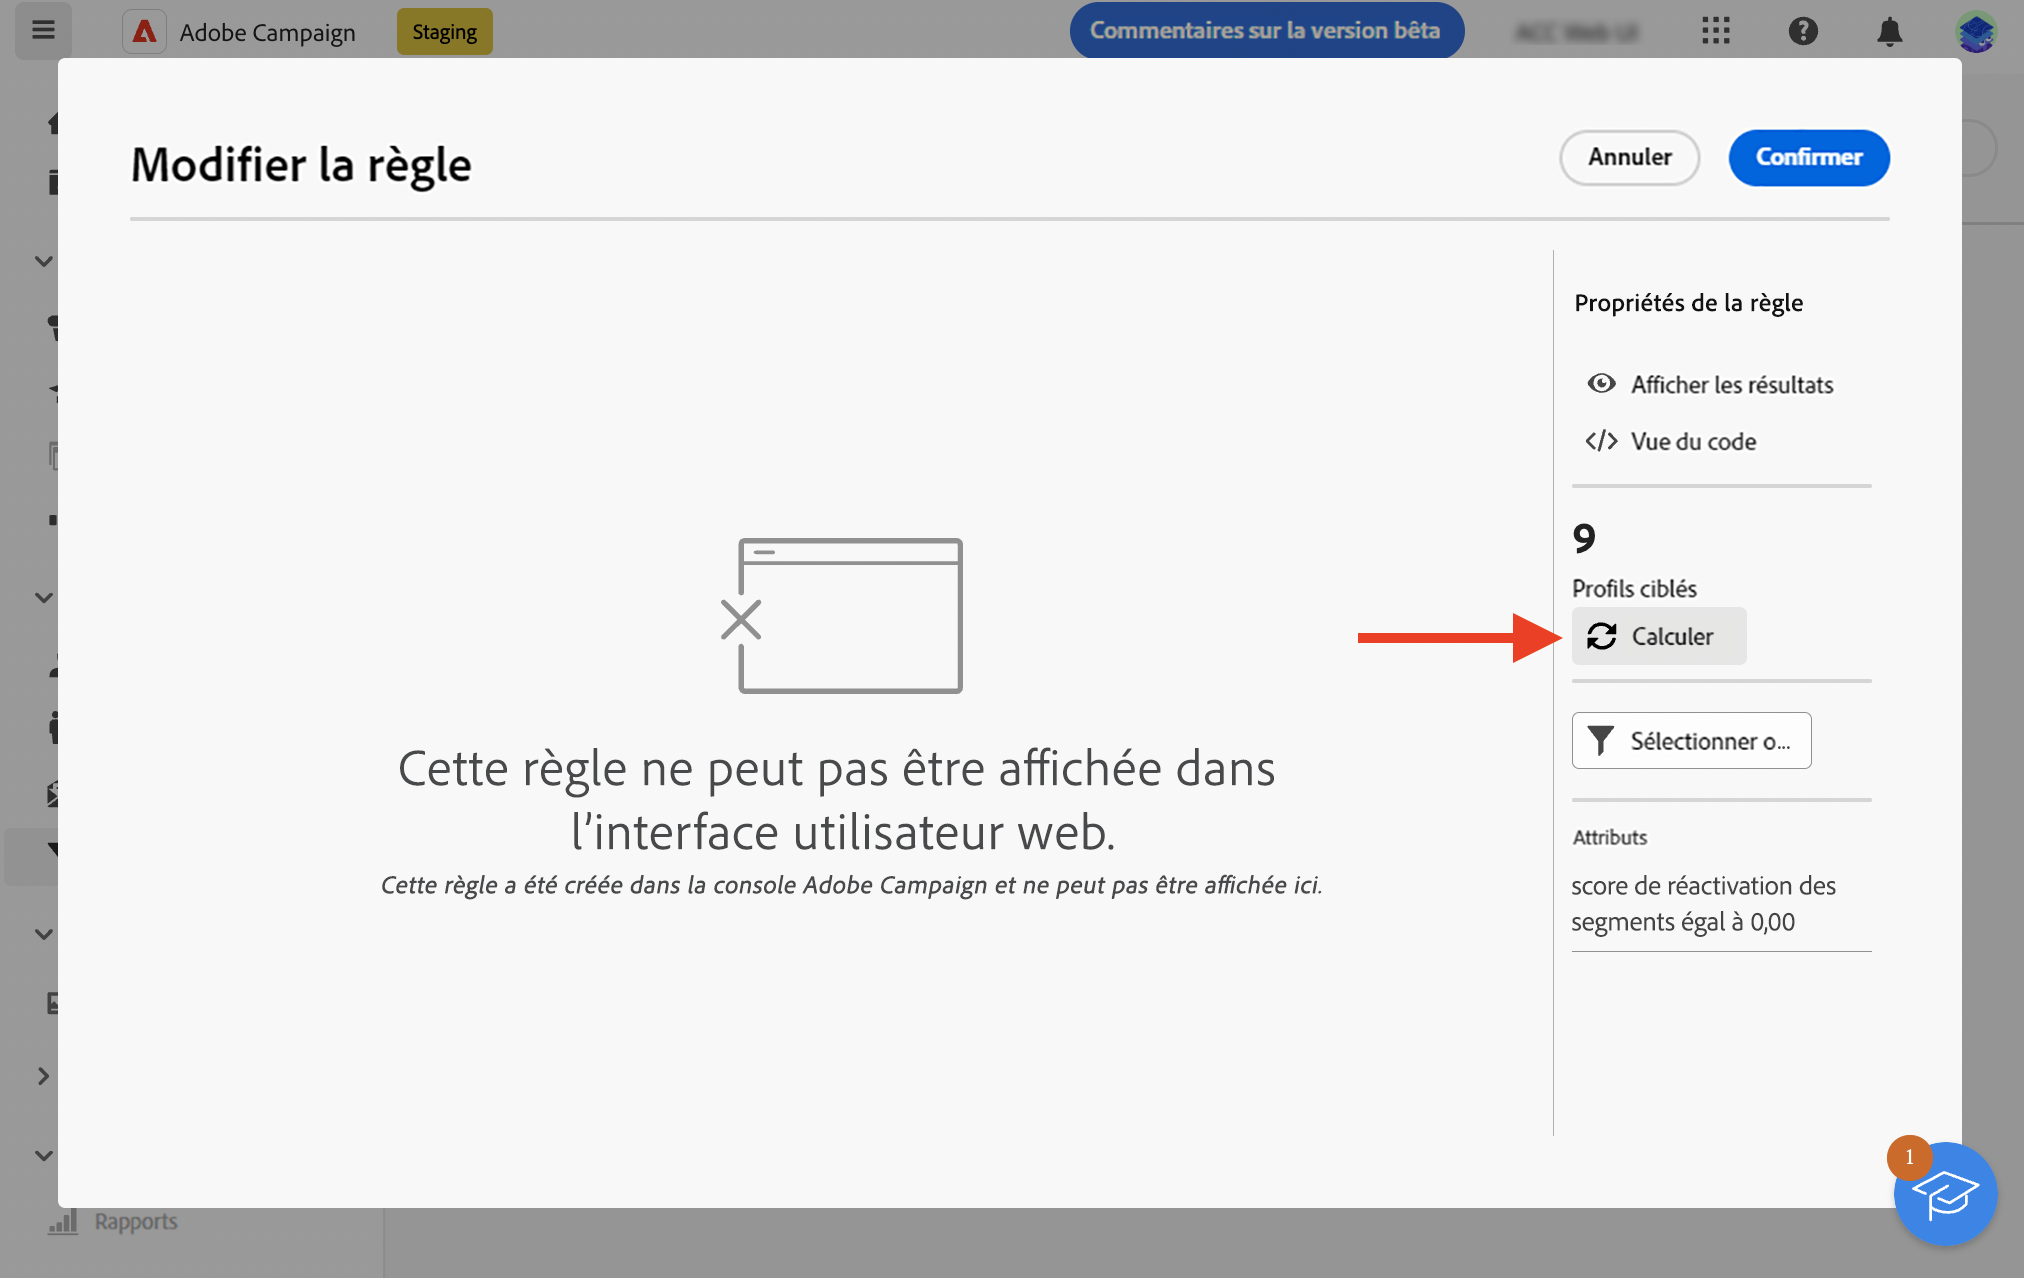 Adobe Campaign
Staging
Commentaires sur la version bêta
Modifier la règle
Annuler
Confirmer
Cette règle ne peut pas être affichée dans
l'interface utilisateur web.
Cette règle a été créée dans la console Adobe Campaign et ne peut pas être affichée ici.
Propriétés de la règle
Afficher les résultats
</> Vue du code
9
Profils ciblés
Calculer
Sélectionner o...
Attributs
score de réactivation des
segments égal à 0,00
1
Rapports